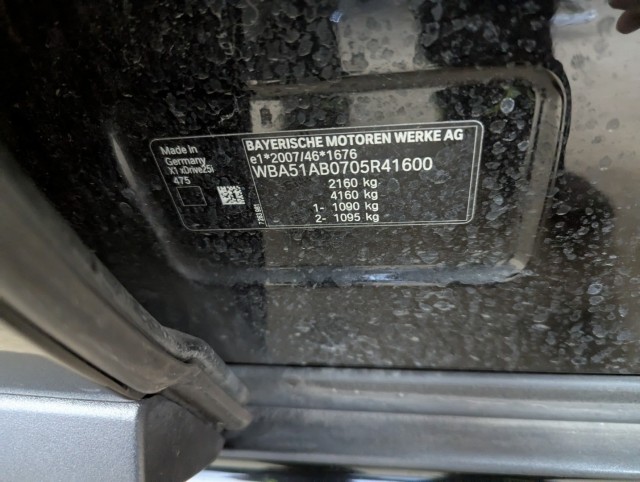 Made In
Germany
X1 xDrive25i
475
BAYERISCHE MOTOREN WERKE AG
e1*2007/46*1676
WBA51AB0705R41600
2160 kg
4160 kg
1- 1090 kg
2- 1095 kg